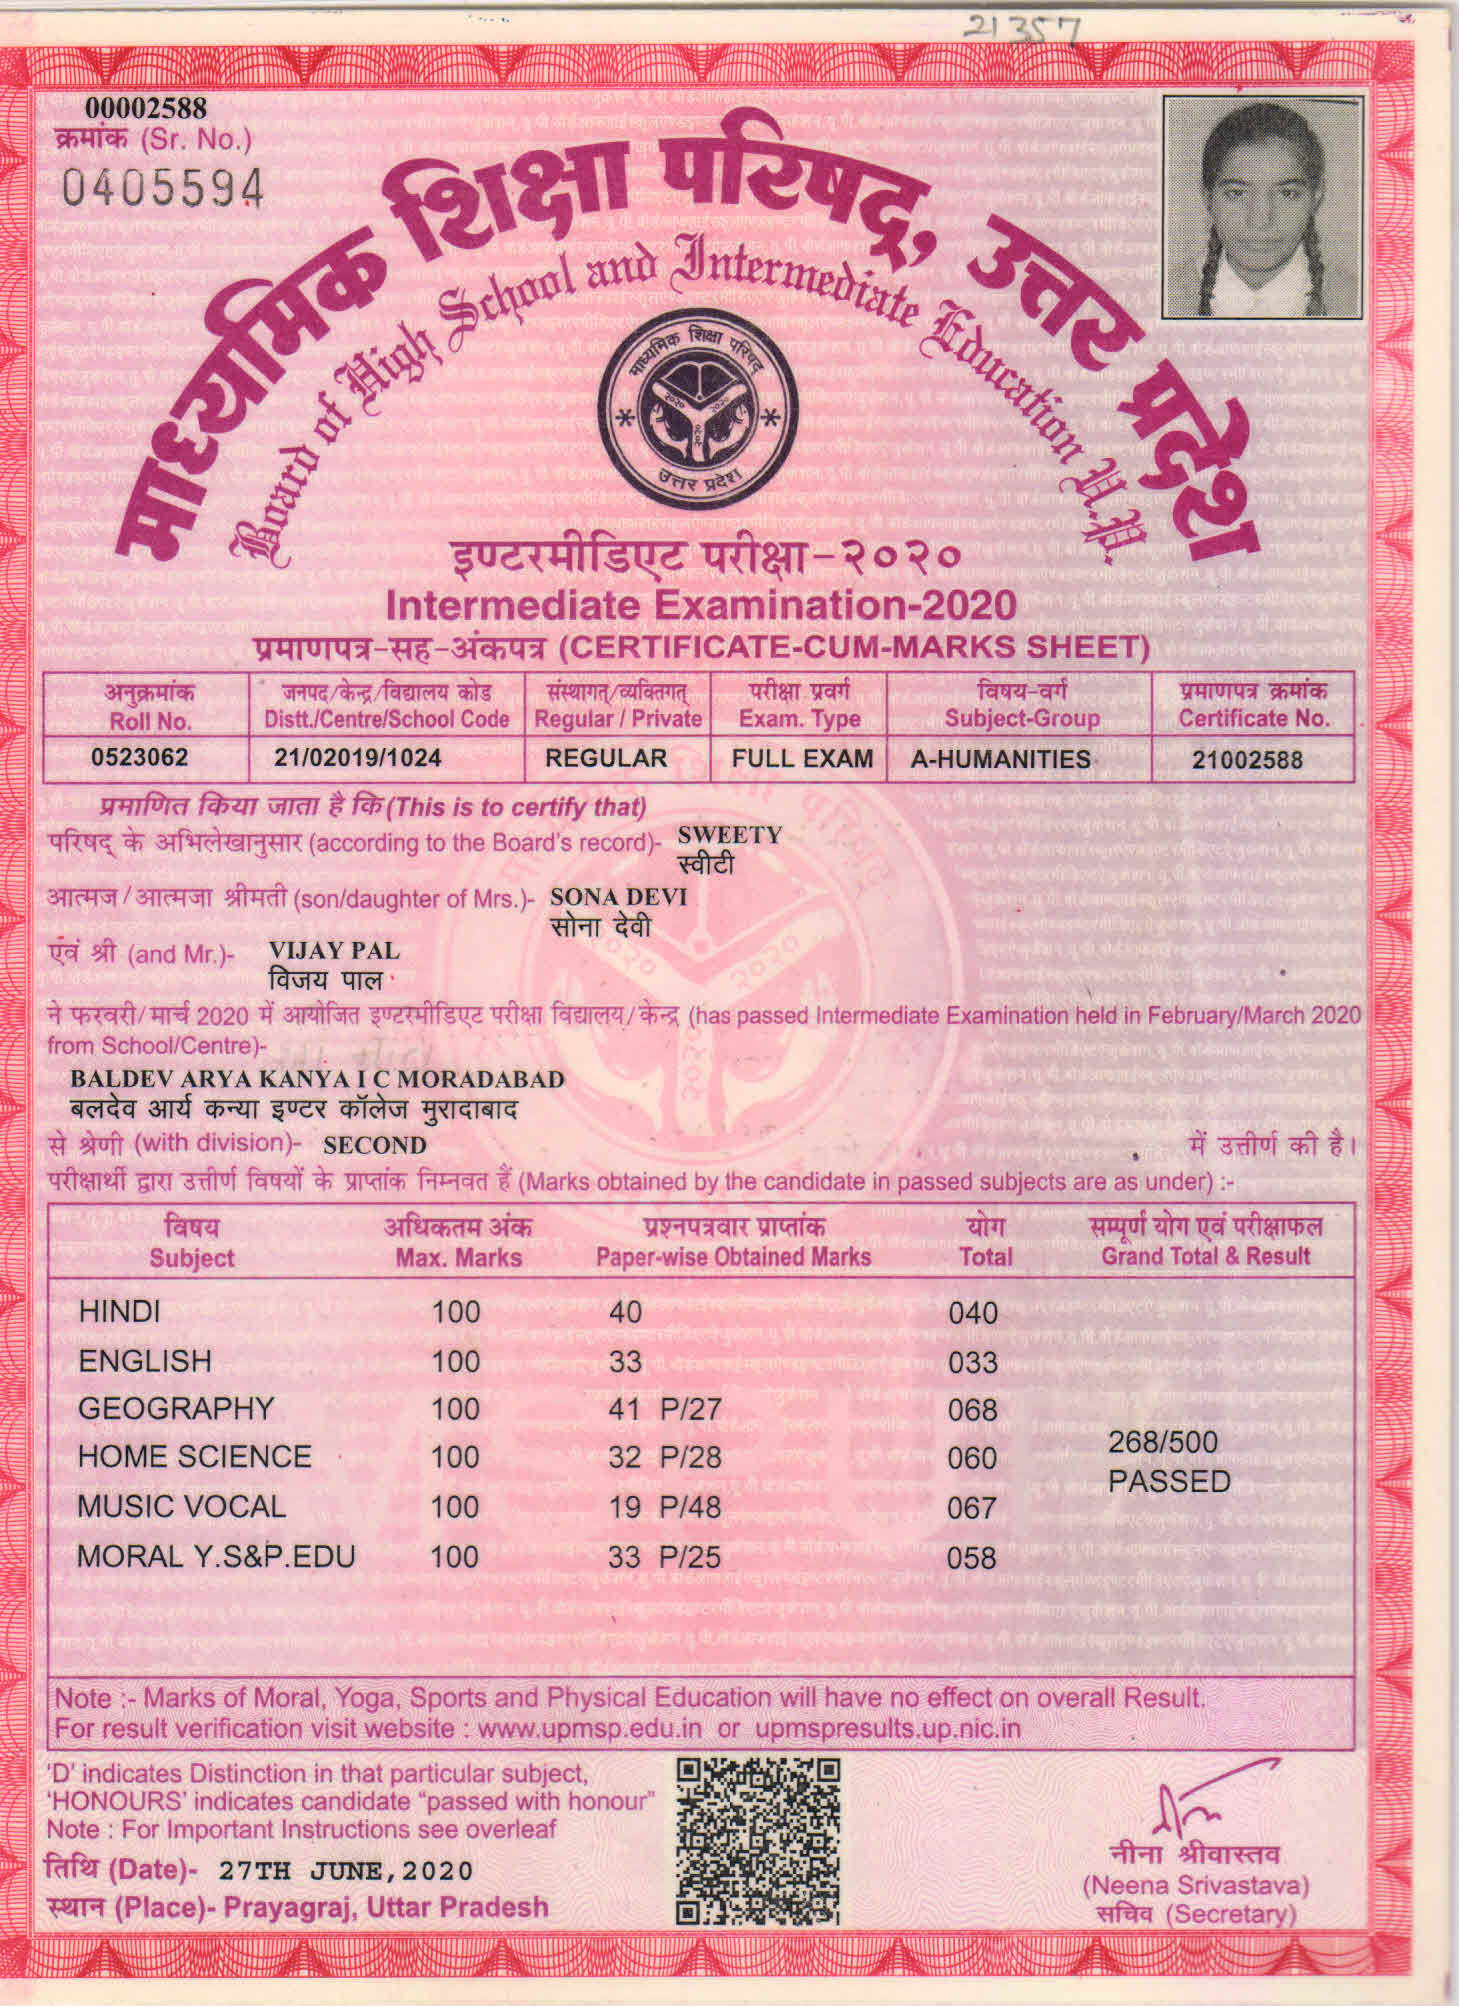 21357
00002588
क्रमांक (Sr. No.)
0405594
माध्यमिक शिक्षा परिषद्, उत्तर प्रदेश
Board of High School and Intermediate Education U.P.
माध्यमिक शिक्षा परिषद्
२०२० २०२०
२०२०
उत्तर प्रदेश
इण्टरमीडिएट परीक्षा-२०२०
Intermediate Examination-2020
प्रमाणपत्र-सह-अंकपत्र (CERTIFICATE-CUM-MARKS SHEET)
अनुक्रमांक जनपद/केन्द्र/विद्यालय कोड संस्थागत्/व्यक्तिगत् परीक्षा प्रवर्ग विषय-वर्ग प्रमाणपत्र क्रमांक
Roll No. Distt./Centre/School Code Regular / Private Exam. Type Subject-Group Certificate No.
0523062 21/02019/1024 REGULAR FULL EXAM A-HUMANITIES 21002588
प्रमाणित किया जाता है कि (This is to certify that)
परिषद् के अभिलेखानुसार (according to the Board's record)- SWEETY
स्वीटी
आत्मज/आत्मजा श्रीमती (son/daughter of Mrs.)- SONA DEVI
सोना देवी
एवं श्री (and Mr.)- VIJAY PAL
विजय पाल
ने फरवरी/मार्च 2020 में आयोजित इण्टरमीडिएट परीक्षा विद्यालय/केन्द्र (has passed Intermediate Examination held in February/March 2020
from School/Centre)-
BALDEV ARYA KANYA I C MORADABAD
बलदेव आर्य कन्या इण्टर कॉलेज मुरादाबाद
से श्रेणी (with division)- SECOND में उत्तीर्ण की है।
परीक्षार्थी द्वारा उत्तीर्ण विषयों के प्राप्तांक निम्नवत हैं (Marks obtained by the candidate in passed subjects are as under) :-
विषय अधिकतम अंक प्रश्नपत्रवार प्राप्तांक योग सम्पूर्ण योग एवं परीक्षाफल
Subject Max. Marks Paper-wise Obtained Marks Total Grand Total & Result
HINDI 100 40 040
ENGLISH 100 33 033
GEOGRAPHY 100 41 P/27 068
268/500
HOME SCIENCE 100 32 P/28 060
PASSED
MUSIC VOCAL 100 19 P/48 067
MORAL Y.S&P.EDU 100 33 P/25 058
Note :- Marks of Moral, Yoga, Sports and Physical Education will have no effect on overall Result.
For result verification visit website : www.upmsp.edu.in or upmspresults.up.nic.in
'D' indicates Distinction in that particular subject,
'HONOURS' indicates candidate "passed with honour"
Note : For Important Instructions see overleaf
तिथि (Date)- 27TH JUNE,2020
स्थान (Place)- Prayagraj, Uttar Pradesh
नीना श्रीवास्तव
(Neena Srivastava)
सचिव (Secretary)